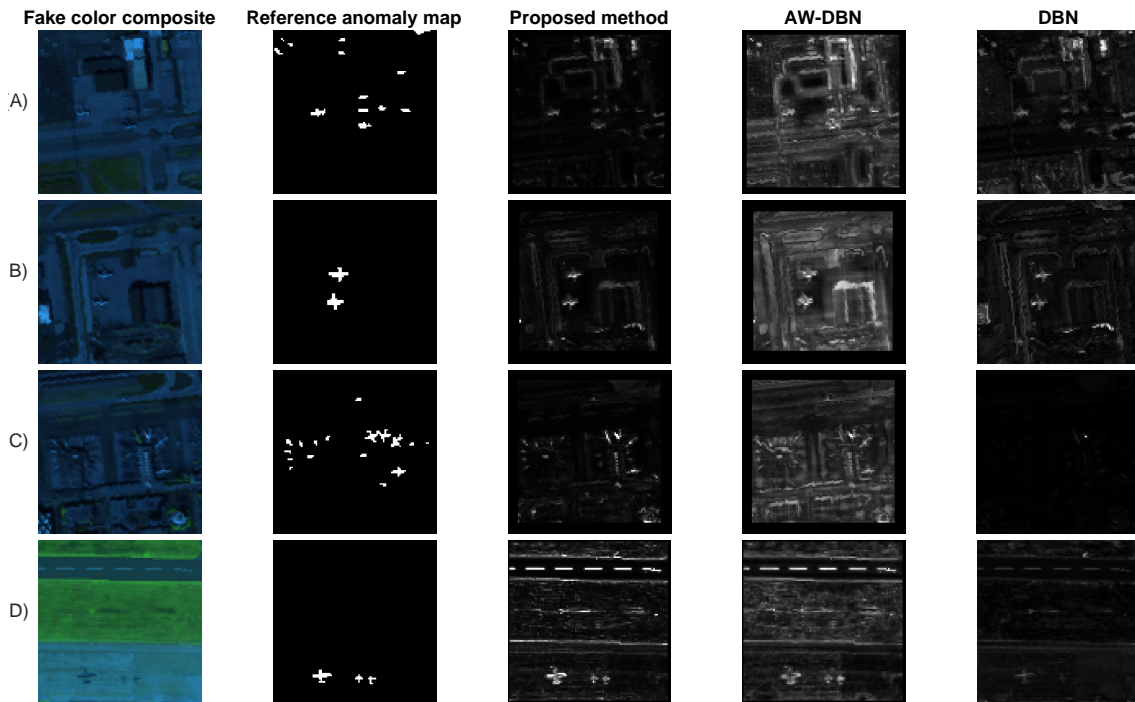 Fake color composite Reference anomaly map Proposed method AW-DBN DBN
A)
B)
C)
D)